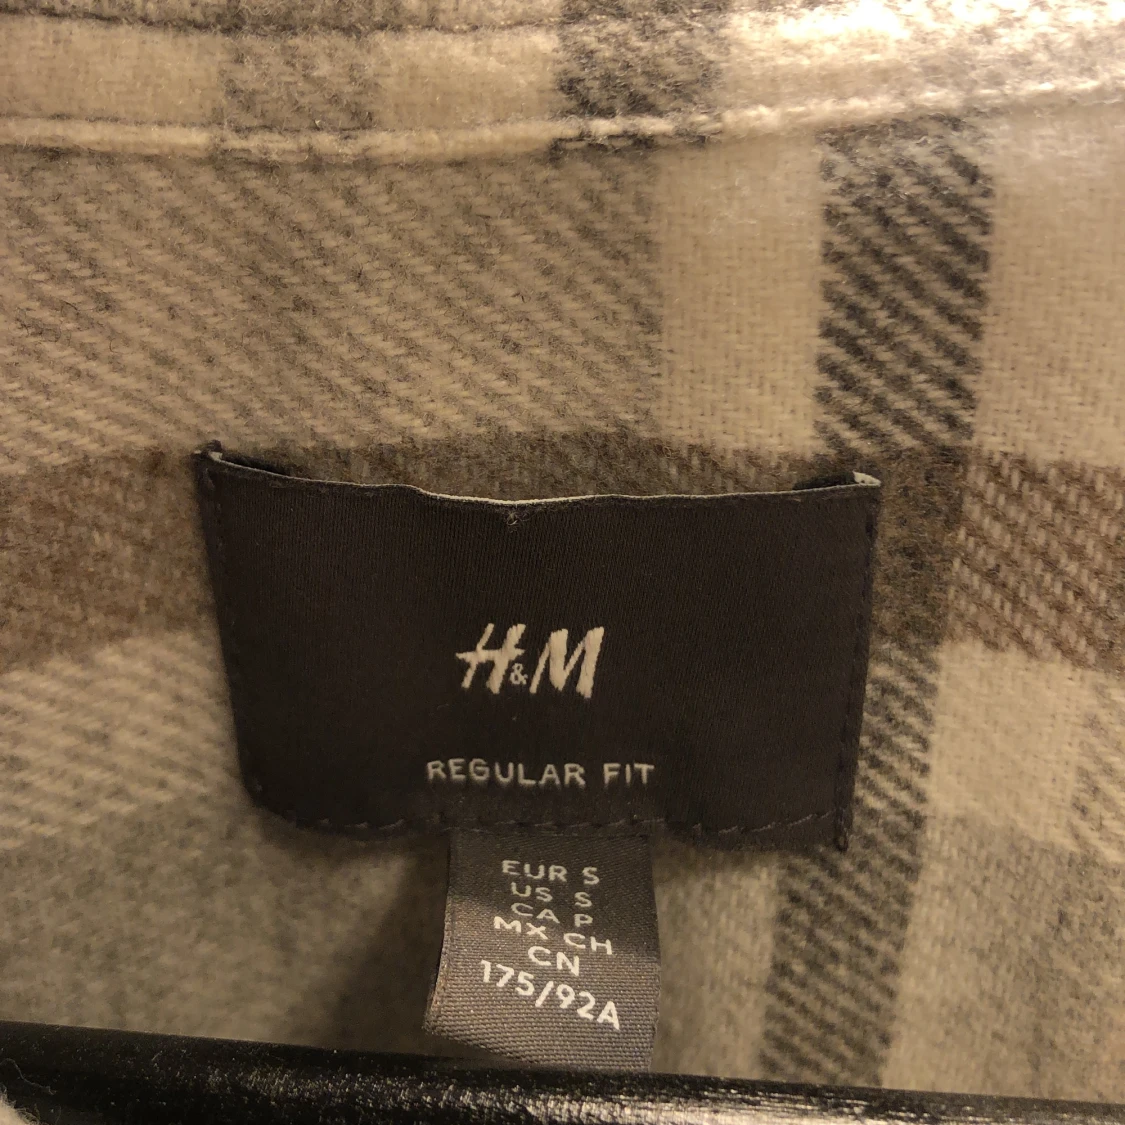 H&M
REGULAR FIT
EUR S
US S
CA P
MX CH
CN
175/92A